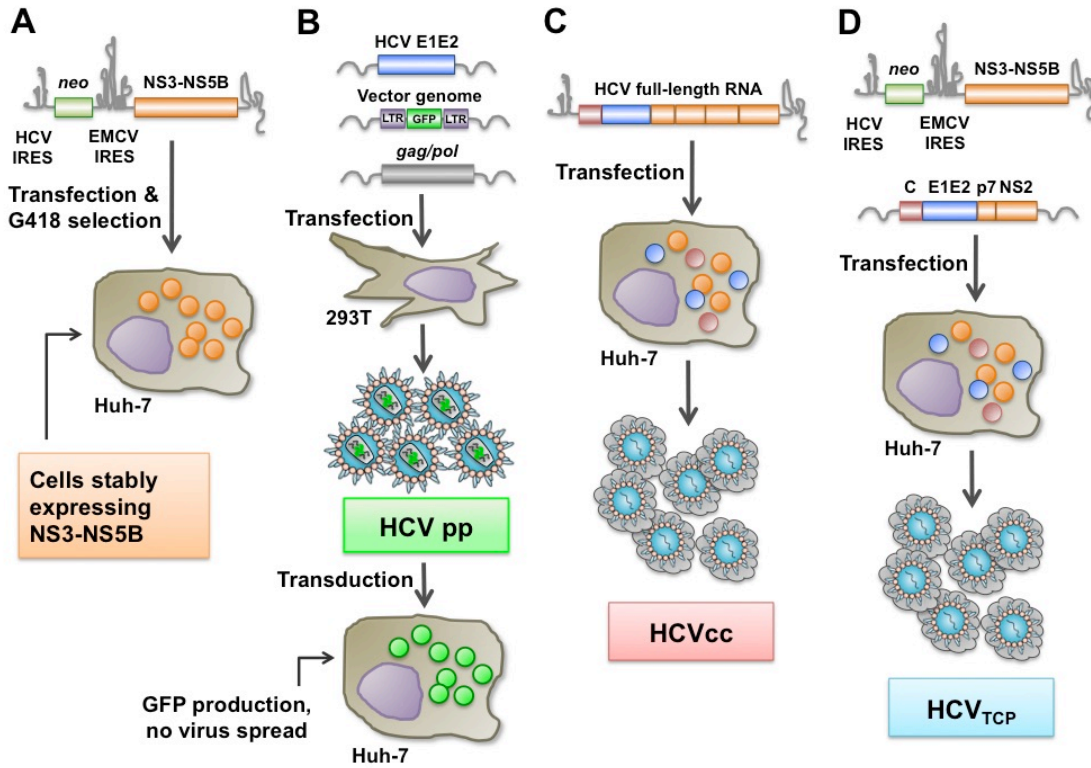 A
neo
NS3-NS5B
HCV
IRES
EMCV
IRES
Transfection &
G418 selection
Huh-7
Cells stably
expressing
NS3-NS5B
B
HCV E1E2
Vector genome
LTR GFP LTR
gag/pol
Transfection
293T
HCV pp
Transduction
GFP production,
no virus spread
Huh-7
C
HCV full-length RNA
Transfection
Huh-7
HCVcc
D
neo
NS3-NS5B
HCV
IRES
EMCV
IRES
C E1E2 p7 NS2
Transfection
Huh-7
HCVTCP